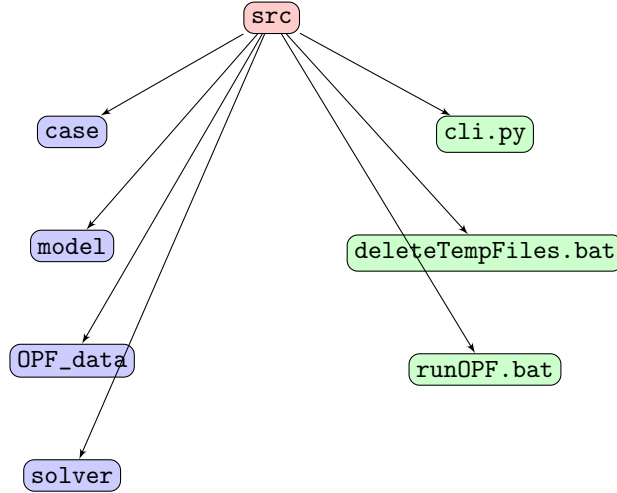 src
case
cli.py
model
deleteTempFiles.bat
OPF_data
runOPF.bat
solver